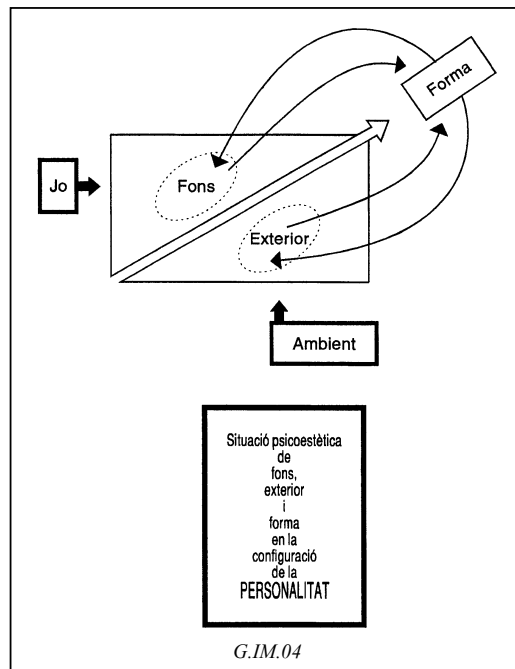 Forma
Jo
Fons
Exterior
Ambient
Situació psicoestètica
de
fons,
exterior
i
forma
en la
configuració
de la
PERSONALITAT
G.IM.04